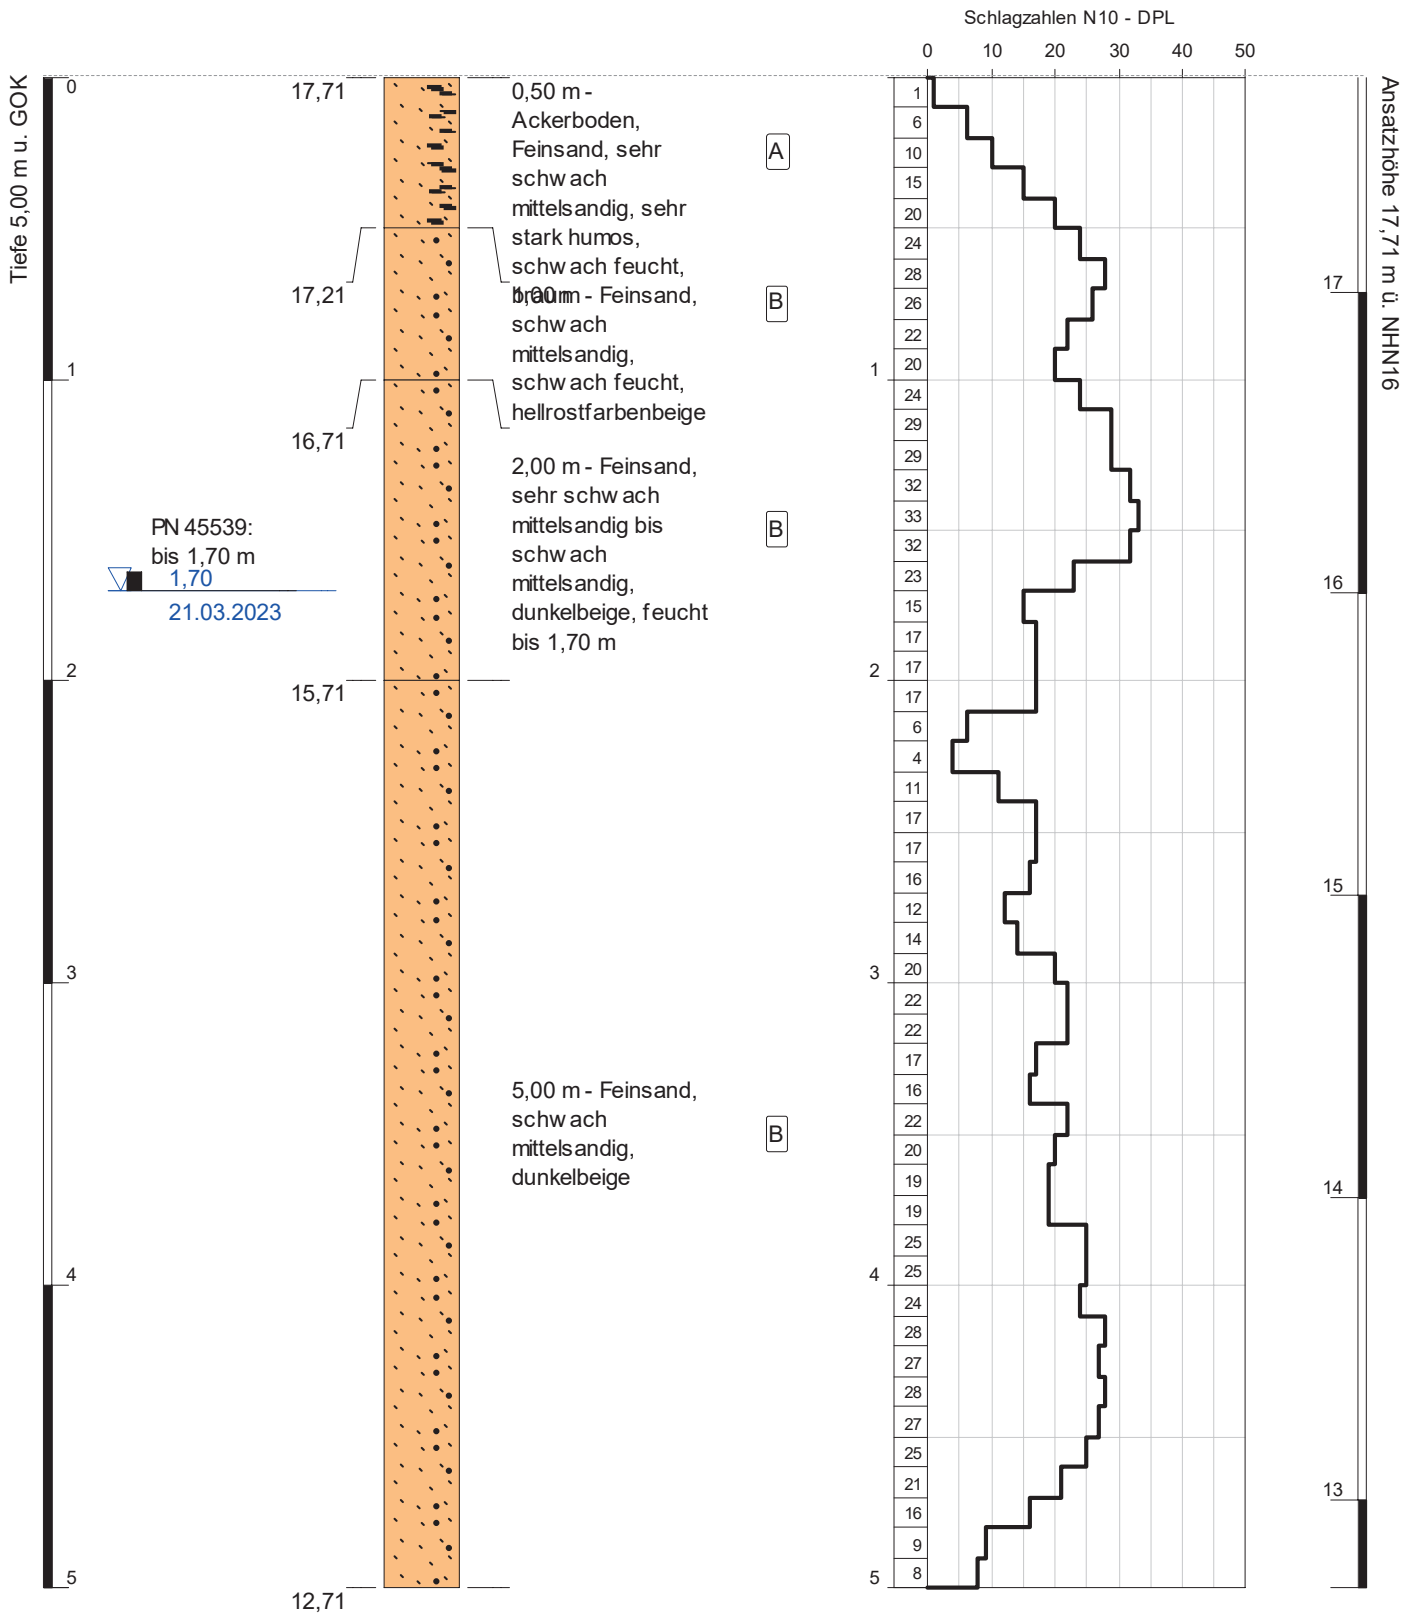 Schlagzahlen N10 - DPL
0 10 20 30 40 50
Tiefe 5,00 m u. GOK
0
1
2
3
4
5
17,71
17,21
16,71
15,71
12,71
PN 45539:
bis 1,70 m
1,70
21.03.2023
0,50 m -
Ackerboden,
Feinsand, sehr
schwach
mittelsandig, sehr
stark humos,
schwach feucht,
braun
A
1,00 m - Feinsand,
schwach
mittelsandig,
schwach feucht,
hellrostfarbenbeige
B
2,00 m - Feinsand,
sehr schwach
mittelsandig bis
schwach
mittelsandig,
dunkelbeige, feucht
bis 1,70 m
B
5,00 m - Feinsand,
schwach
mittelsandig,
dunkelbeige
B
1
2
3
4
5
1
6
10
15
20
24
28
26
22
20
24
29
29
32
33
32
23
15
17
17
17
6
4
11
17
17
16
12
14
20
22
22
17
16
22
20
19
19
25
25
24
28
27
28
27
25
21
16
9
8
17
16
15
14
13
Ansatzhöhe 17,71 m ü. NHN16